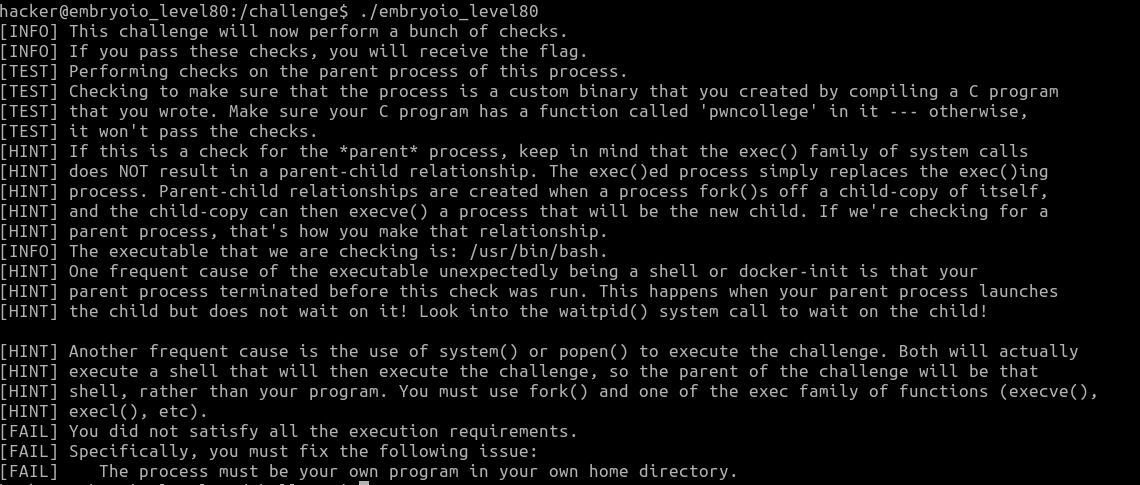 hacker@embryoio_level80:/challenge$ ./embryoio_level80
[INFO] This challenge will now perform a bunch of checks.
[INFO] If you pass these checks, you will receive the flag.
[TEST] Performing checks on the parent process of this process.
[TEST] Checking to make sure that the process is a custom binary that you created by compiling a C program
[TEST] that you wrote. Make sure your C program has a function called 'pwncollege' in it --- otherwise,
[TEST] it won't pass the checks.
[HINT] If this is a check for the *parent* process, keep in mind that the exec() family of system calls
[HINT] does NOT result in a parent-child relationship. The exec()ed process simply replaces the exec()ing
[HINT] process. Parent-child relationships are created when a process fork()s off a child-copy of itself,
[HINT] and the child-copy can then execve() a process that will be the new child. If we're checking for a
[HINT] parent process, that's how you make that relationship.
[INFO] The executable that we are checking is: /usr/bin/bash.
[HINT] One frequent cause of the executable unexpectedly being a shell or docker-init is that your
[HINT] parent process terminated before this check was run. This happens when your parent process launches
[HINT] the child but does not wait on it! Look into the waitpid() system call to wait on the child!
[HINT] Another frequent cause is the use of system() or popen() to execute the challenge. Both will actually
[HINT] execute a shell that will then execute the challenge, so the parent of the challenge will be that
[HINT] shell, rather than your program. You must use fork() and one of the exec family of functions (execve(),
[HINT] execl(), etc).
[FAIL] You did not satisfy all the execution requirements.
[FAIL] Specifically, you must fix the following issue:
[FAIL]    The process must be your own program in your own home directory.